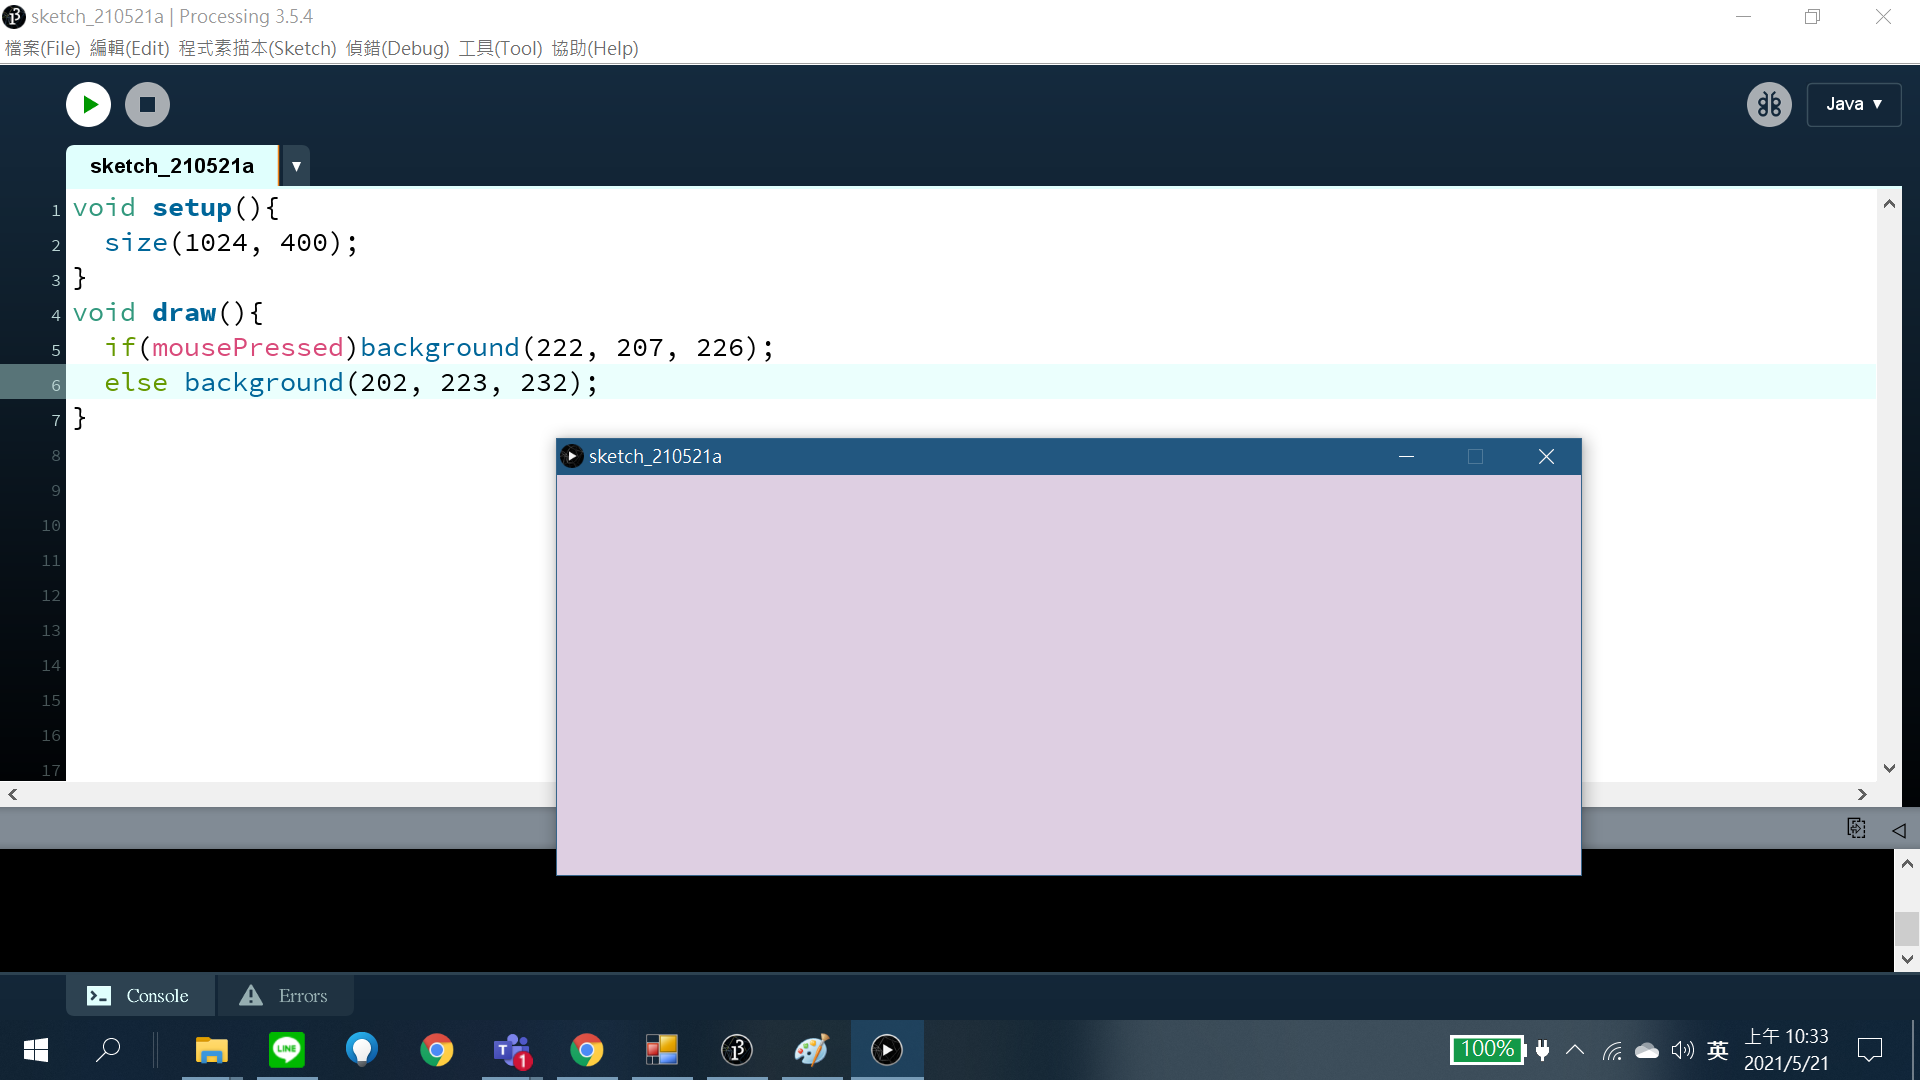 sketch_210521a | Processing 3.5.4
檔案(File) 編輯(Edit) 程式素描本(Sketch) 偵錯(Debug) 工具(Tool) 協助(Help)
Java ▼
sketch_210521a ▼
1 void setup(){
2   size(1024, 400);
3 }
4 void draw(){
5   if(mousePressed)background(222, 207, 226);
6   else background(202, 223, 232);
7 }
8
9
10
11
12
13
14
15
16
17
sketch_210521a
Console
Errors
LINE
T
1
100%
英
上午 10:33
2021/5/21